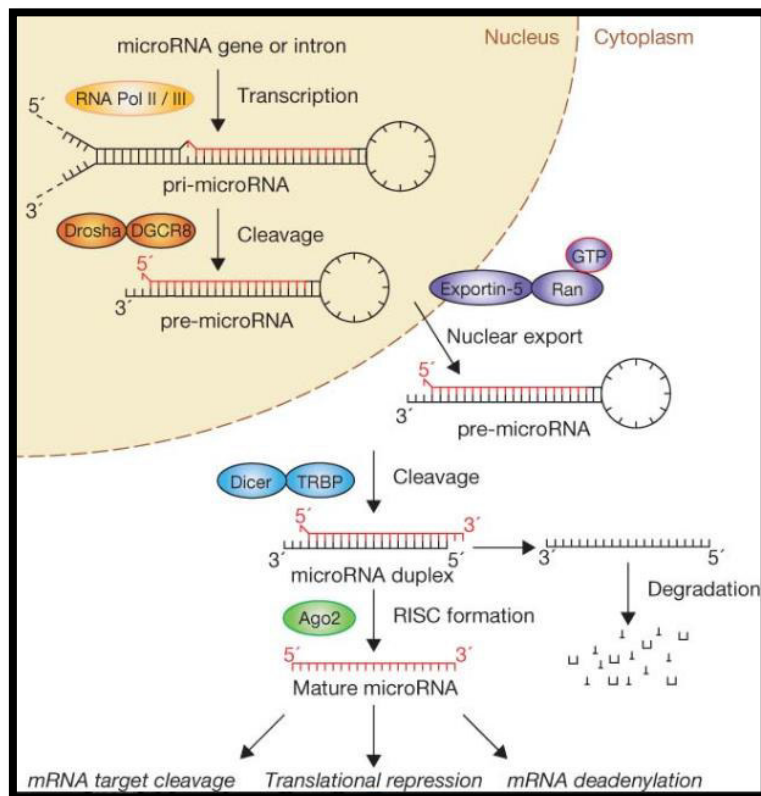 microRNA gene or intron
Nucleus
Cytoplasm
RNA Pol II / III
Transcription
5′
3′
pri-microRNA
Drosha
DGCR8
Cleavage
5′
3′
pre-microRNA
GTP
Exportin-5
Ran
Nuclear export
5′
3′
pre-microRNA
Dicer
TRBP
Cleavage
5′
3′
3′
5′
microRNA duplex
3′
5′
Degradation
Ago2
RISC formation
5′
3′
Mature microRNA
mRNA target cleavage
Translational repression
mRNA deadenylation